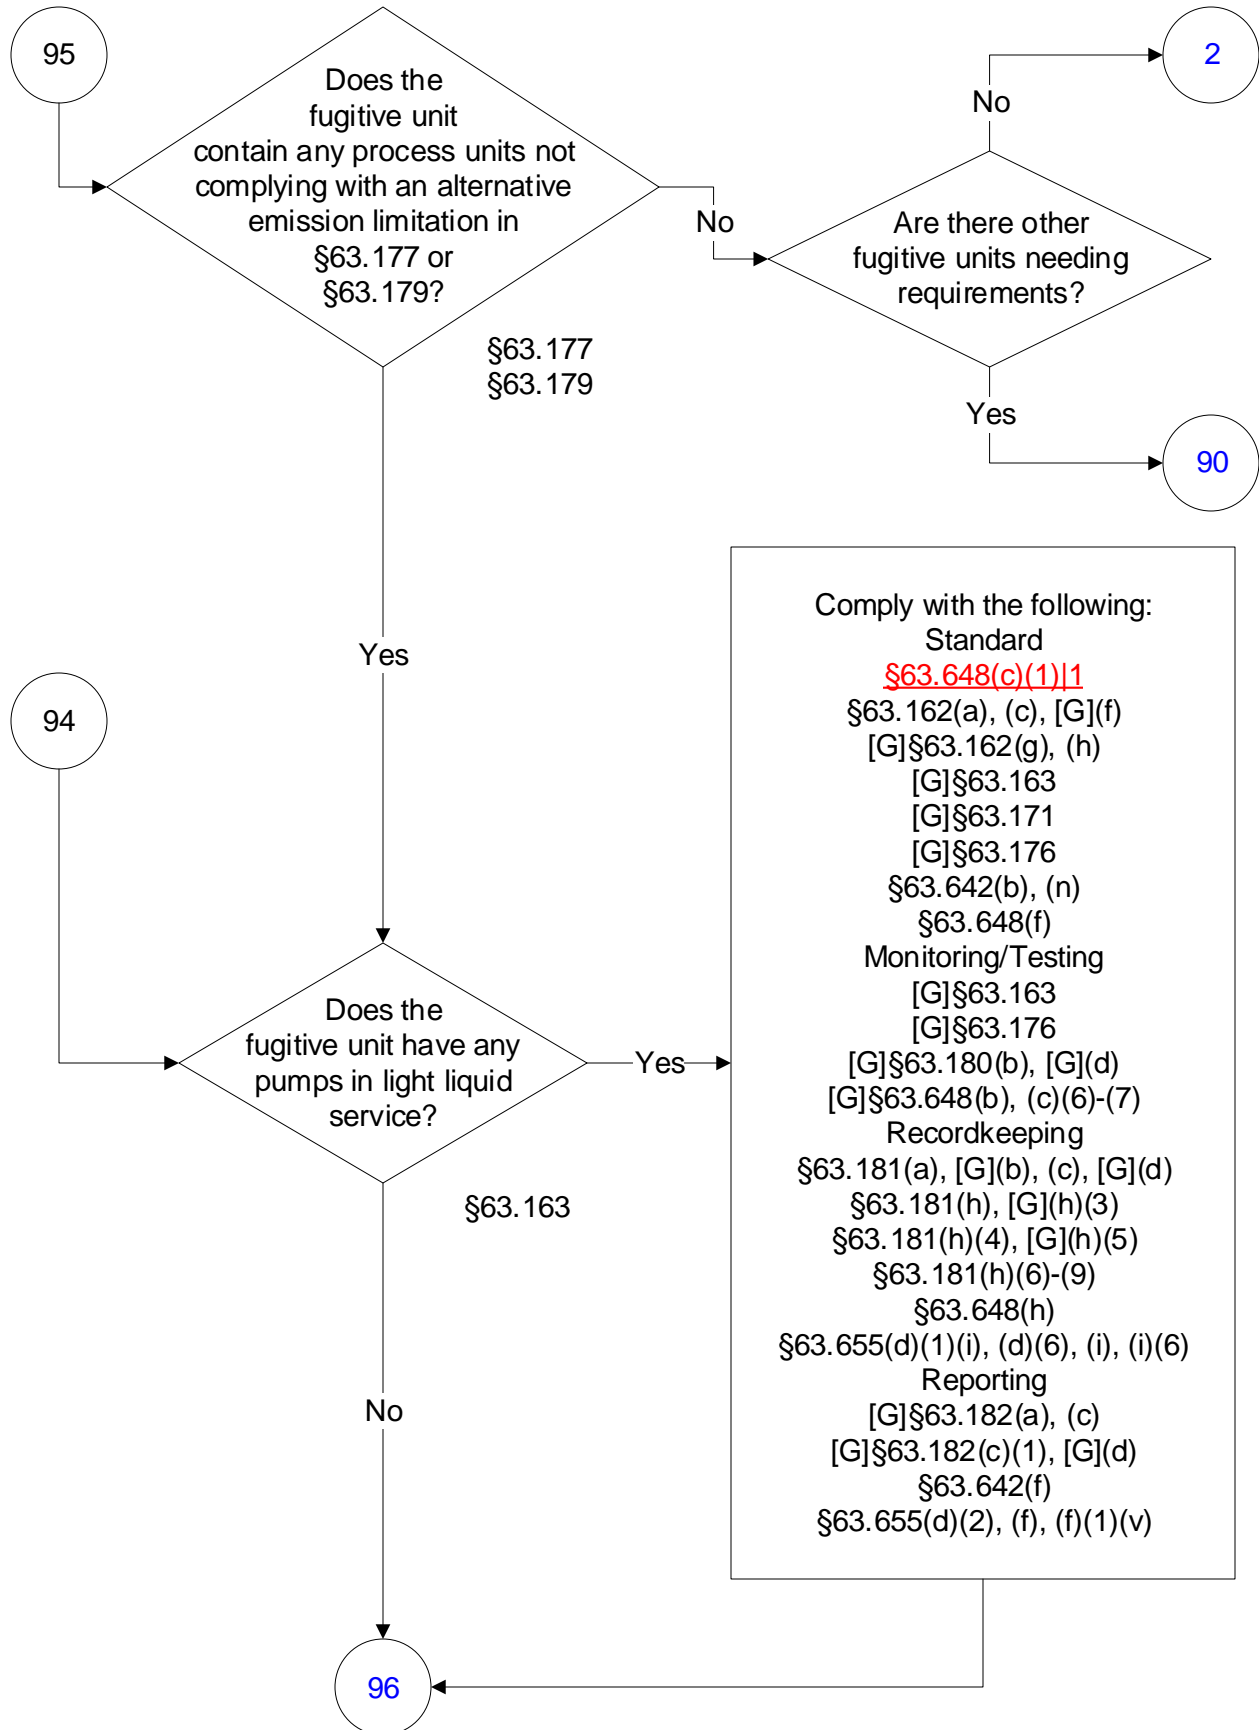 95
Does the
fugitive unit
contain any process units not
complying with an alternative
emission limitation in
§63.177 or
§63.179?
§63.177
§63.179
No
Are there other
fugitive units needing
requirements?
No
2
Yes
90
Yes
94
Does the
fugitive unit have any
pumps in light liquid
service?
§63.163
Yes
Comply with the following:
Standard
§63.648(c)(1)|1
§63.162(a), (c), [G](f)
[G]§63.162(g), (h)
[G]§63.163
[G]§63.171
[G]§63.176
§63.642(b), (n)
§63.648(f)
Monitoring/Testing
[G]§63.163
[G]§63.176
[G]§63.180(b), [G](d)
[G]§63.648(b), (c)(6)-(7)
Recordkeeping
§63.181(a), [G](b), (c), [G](d)
§63.181(h), [G](h)(3)
§63.181(h)(4), [G](h)(5)
§63.181(h)(6)-(9)
§63.648(h)
§63.655(d)(1)(i), (d)(6), (i), (i)(6)
Reporting
[G]§63.182(a), (c)
[G]§63.182(c)(1), [G](d)
§63.642(f)
§63.655(d)(2), (f), (f)(1)(v)
No
96